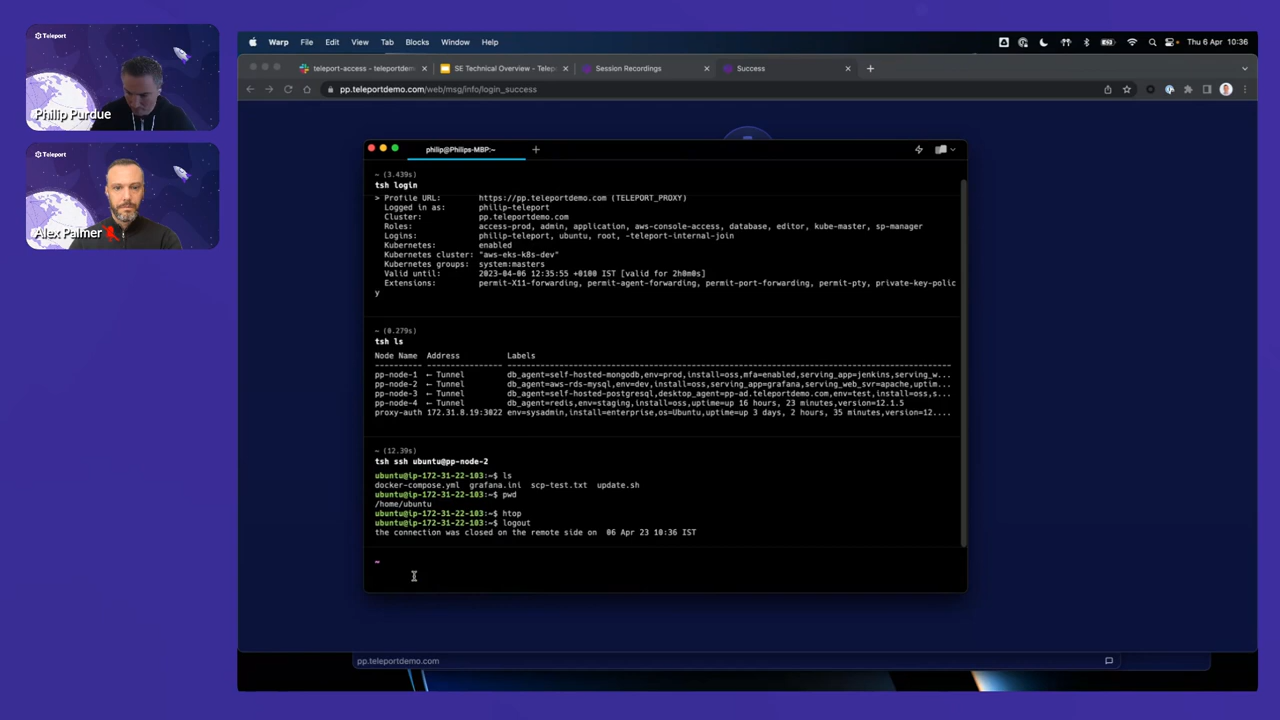 Teleport
Philip Purdue
Teleport
Alex Palmer
Warp File Edit View Tab Blocks Window Help
Thu 6 Apr 10:36
teleport-access - teleportdem
SE Technical Overview - Telep
Session Recordings
Success
pp.teleportdemo.com/web/msg/info/login_success
philip@Philips-MBP:~
~ (3.439s)
tsh login
> Profile URL: https://pp.teleportdemo.com (TELEPORT_PROXY)
Logged in as: philip-teleport
Cluster: pp.teleportdemo.com
Roles: access-prod, admin, application, aws-console-access, database, editor, kube-master, sp-manager
Logins: philip-teleport, ubuntu, root, -teleport-internal-join
Kubernetes: enabled
Kubernetes cluster: "aws-eks-k8s-dev"
Kubernetes groups: system:masters
Valid until: 2023-04-06 12:35:55 +0100 IST [valid for 2h0m0s]
Extensions: permit-X11-forwarding, permit-agent-forwarding, permit-port-forwarding, permit-pty, private-key-polic
y
~ (0.279s)
tsh ls
Node Name Address Labels
pp-node-1 ⟵ Tunnel db_agent=self-hosted-mongodb,env=prod,install=oss,mfa=enabled,serving_app=jenkins,serving_w...
pp-node-2 ⟵ Tunnel db_agent=aws-rds-mysql,env=dev,install=oss,serving_app=grafana,serving_web_svr=apache,uptim...
pp-node-3 ⟵ Tunnel db_agent=self-hosted-postgresql,desktop_agent=pp-ad.teleportdemo.com,env=test,install=oss,s...
pp-node-4 ⟵ Tunnel db_agent=redis,env=staging,install=oss,uptime=up 16 hours, 23 minutes,version=12.1.5
proxy-auth 172.31.8.19:3022 env=sysadmin,install=enterprise,os=Ubuntu,uptime=up 3 days, 2 hours, 35 minutes,version=12....
~ (12.39s)
tsh ssh ubuntu@pp-node-2
ubuntu@ip-172-31-22-103:~$ ls
docker-compose.yml grafana.ini scp-test.txt update.sh
ubuntu@ip-172-31-22-103:~$ pwd
/home/ubuntu
ubuntu@ip-172-31-22-103:~$ htop
ubuntu@ip-172-31-22-103:~$ logout
the connection was closed on the remote side on 06 Apr 23 10:36 IST
~
pp.teleportdemo.com